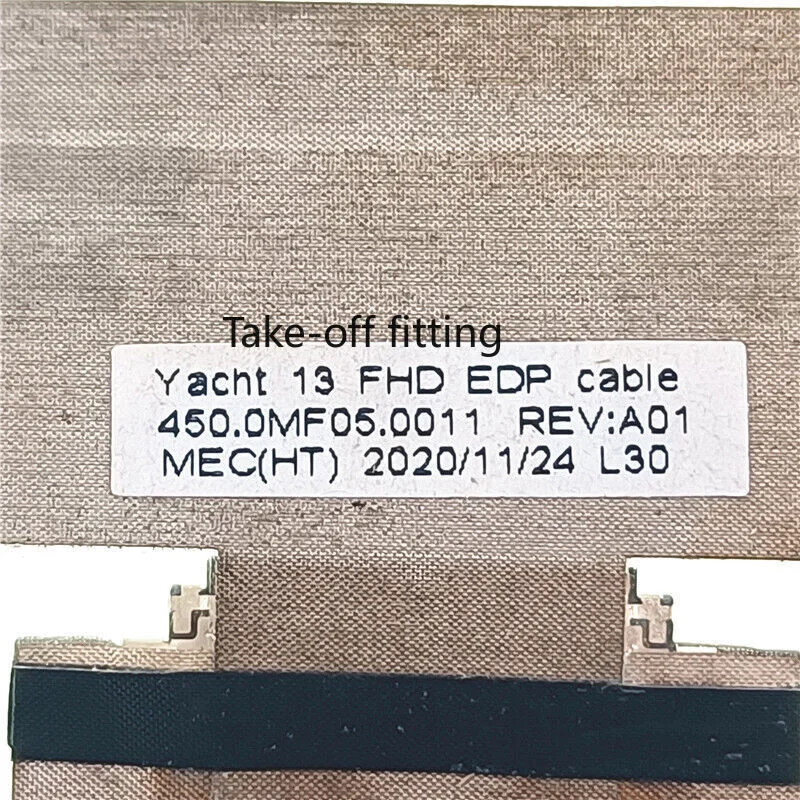 Take-off fitting
Yacht 13 FHD EDP cable
450.0MF05.0011 REV:A01
MEC(HT) 2020/11/24 L30